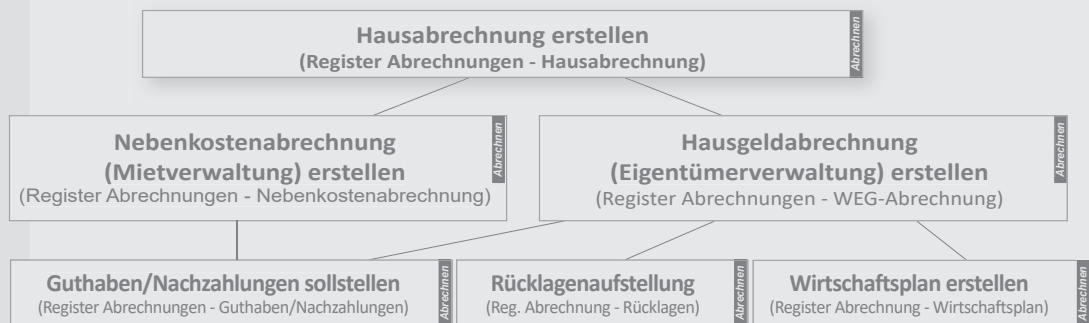 Hausabrechnung erstellen
(Register Abrechnungen - Hausabrechnung)
Abrechnen
Nebenkostenabrechnung
(Mietverwaltung) erstellen
(Register Abrechnungen - Nebenkostenabrechnung)
Abrechnen
Hausgeldabrechnung
(Eigentümerverwaltung) erstellen
(Register Abrechnungen - WEG-Abrechnung)
Abrechnen
Guthaben/Nachzahlungen sollstellen
(Register Abrechnungen - Guthaben/Nachzahlungen)
Abrechnen
Rücklagenaufstellung
(Reg. Abrechnung - Rücklagen)
Abrechnen
Wirtschaftsplan erstellen
(Register Abrechnung - Wirtschaftsplan)
Abrechnen